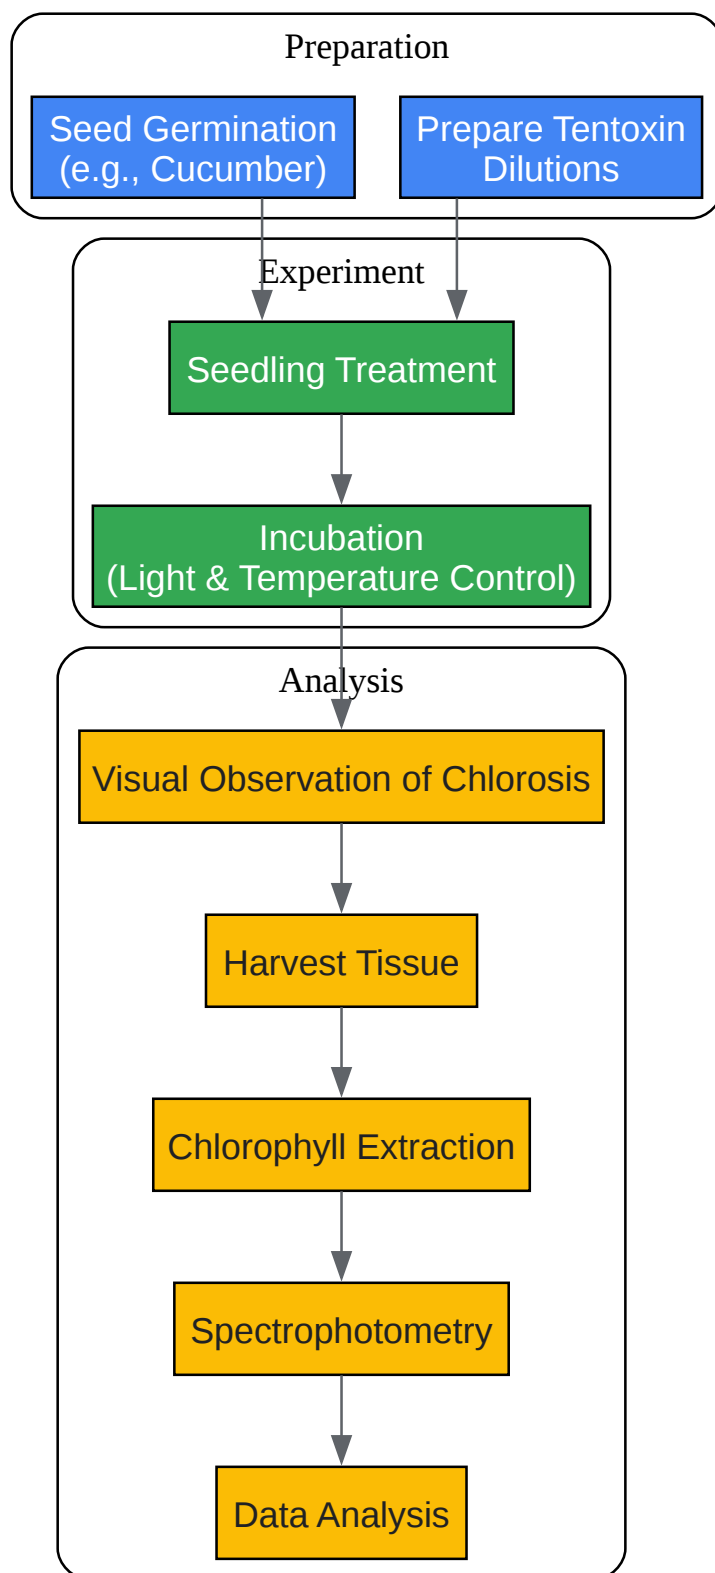 Preparation
Seed Germination
(e.g., Cucumber)
Prepare Tentoxin
Dilutions
Experiment
Seedling Treatment
Incubation
(Light & Temperature Control)
Analysis
Visual Observation of Chlorosis
Harvest Tissue
Chlorophyll Extraction
Spectrophotometry
Data Analysis